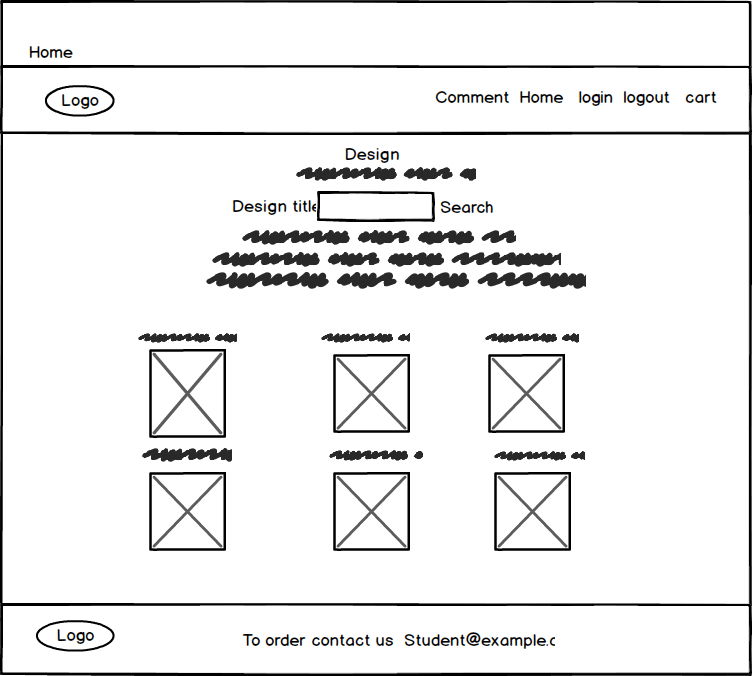 Home
Logo
Comment Home login logout cart
Design
Design title
Search
Logo
To order contact us Student@example.c